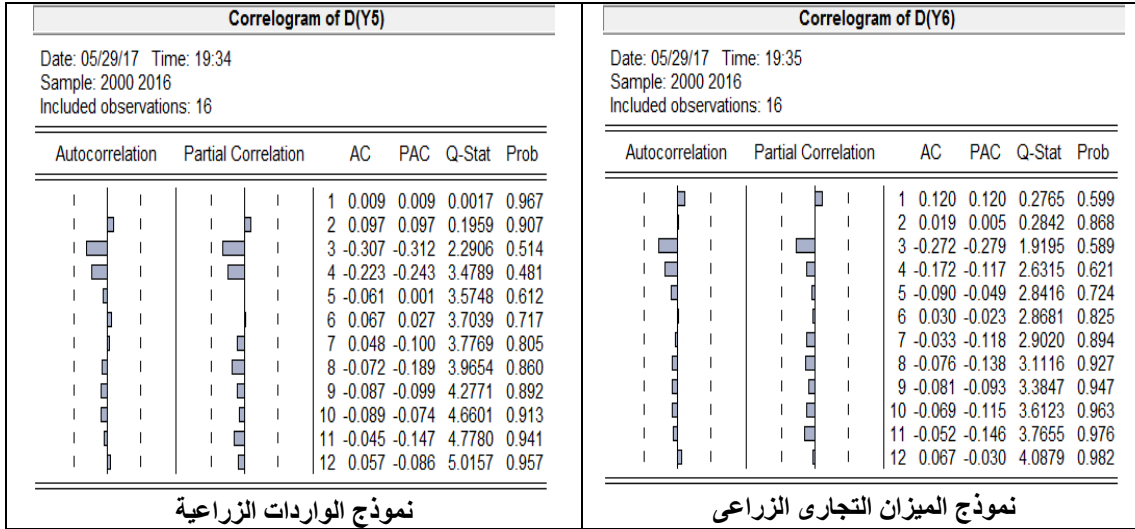 Correlogram of D(Y5)
Date: 05/29/17 Time: 19:34
Sample: 2000 2016
Included observations: 16
Autocorrelation Partial Correlation AC PAC Q-Stat Prob
1 0.009 0.009 0.0017 0.967
2 0.097 0.097 0.1959 0.907
3 -0.307 -0.312 2.2906 0.514
4 -0.223 -0.243 3.4789 0.481
5 -0.061 0.001 3.5748 0.612
6 0.067 0.027 3.7039 0.717
7 0.048 -0.100 3.7769 0.805
8 -0.072 -0.189 3.9654 0.860
9 -0.087 -0.099 4.2771 0.892
10 -0.089 -0.074 4.6601 0.913
11 -0.045 -0.147 4.7780 0.941
12 0.057 -0.086 5.0157 0.957
نموذج الواردات الزراعية
Correlogram of D(Y6)
Date: 05/29/17 Time: 19:35
Sample: 2000 2016
Included observations: 16
Autocorrelation Partial Correlation AC PAC Q-Stat Prob
1 0.120 0.120 0.2765 0.599
2 0.019 0.005 0.2842 0.868
3 -0.272 -0.279 1.9195 0.589
4 -0.172 -0.117 2.6315 0.621
5 -0.090 -0.049 2.8416 0.724
6 0.030 -0.023 2.8681 0.825
7 -0.033 -0.118 2.9020 0.894
8 -0.076 -0.138 3.1116 0.927
9 -0.081 -0.093 3.3847 0.947
10 -0.069 -0.115 3.6123 0.963
11 -0.052 -0.146 3.7655 0.976
12 0.067 -0.030 4.0879 0.982
نموذج الميزان التجارى الزراعى